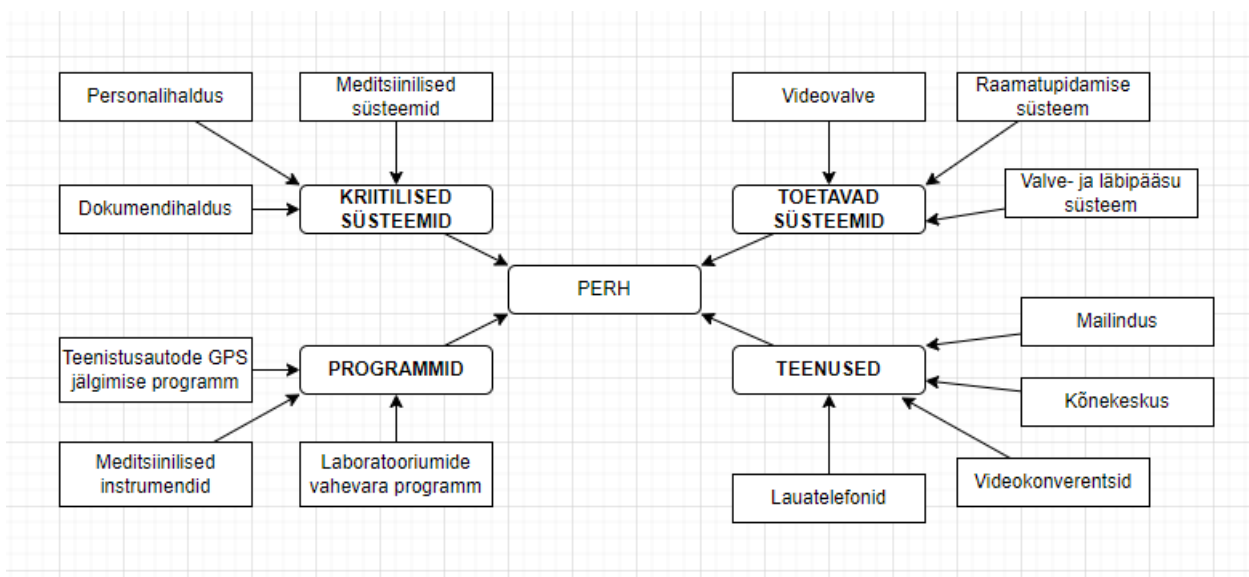 Personalihaldus
Meditsiinilised
süsteemid
Videovalve
Raamatupidamise
süsteem
Dokumendihaldus
KRIITILISED
SÜSTEEMID
TOETAVAD
SÜSTEEMID
Valve- ja läbipääsu
süsteem
PERH
Teenistusautode GPS
jälgimise programm
PROGRAMMID
TEENUSED
Mailindus
Kõnekeskus
Meditsiinilised
instrumendid
Laboratooriumide
vahevara programm
Lauatelefonid
Videokonverentsid